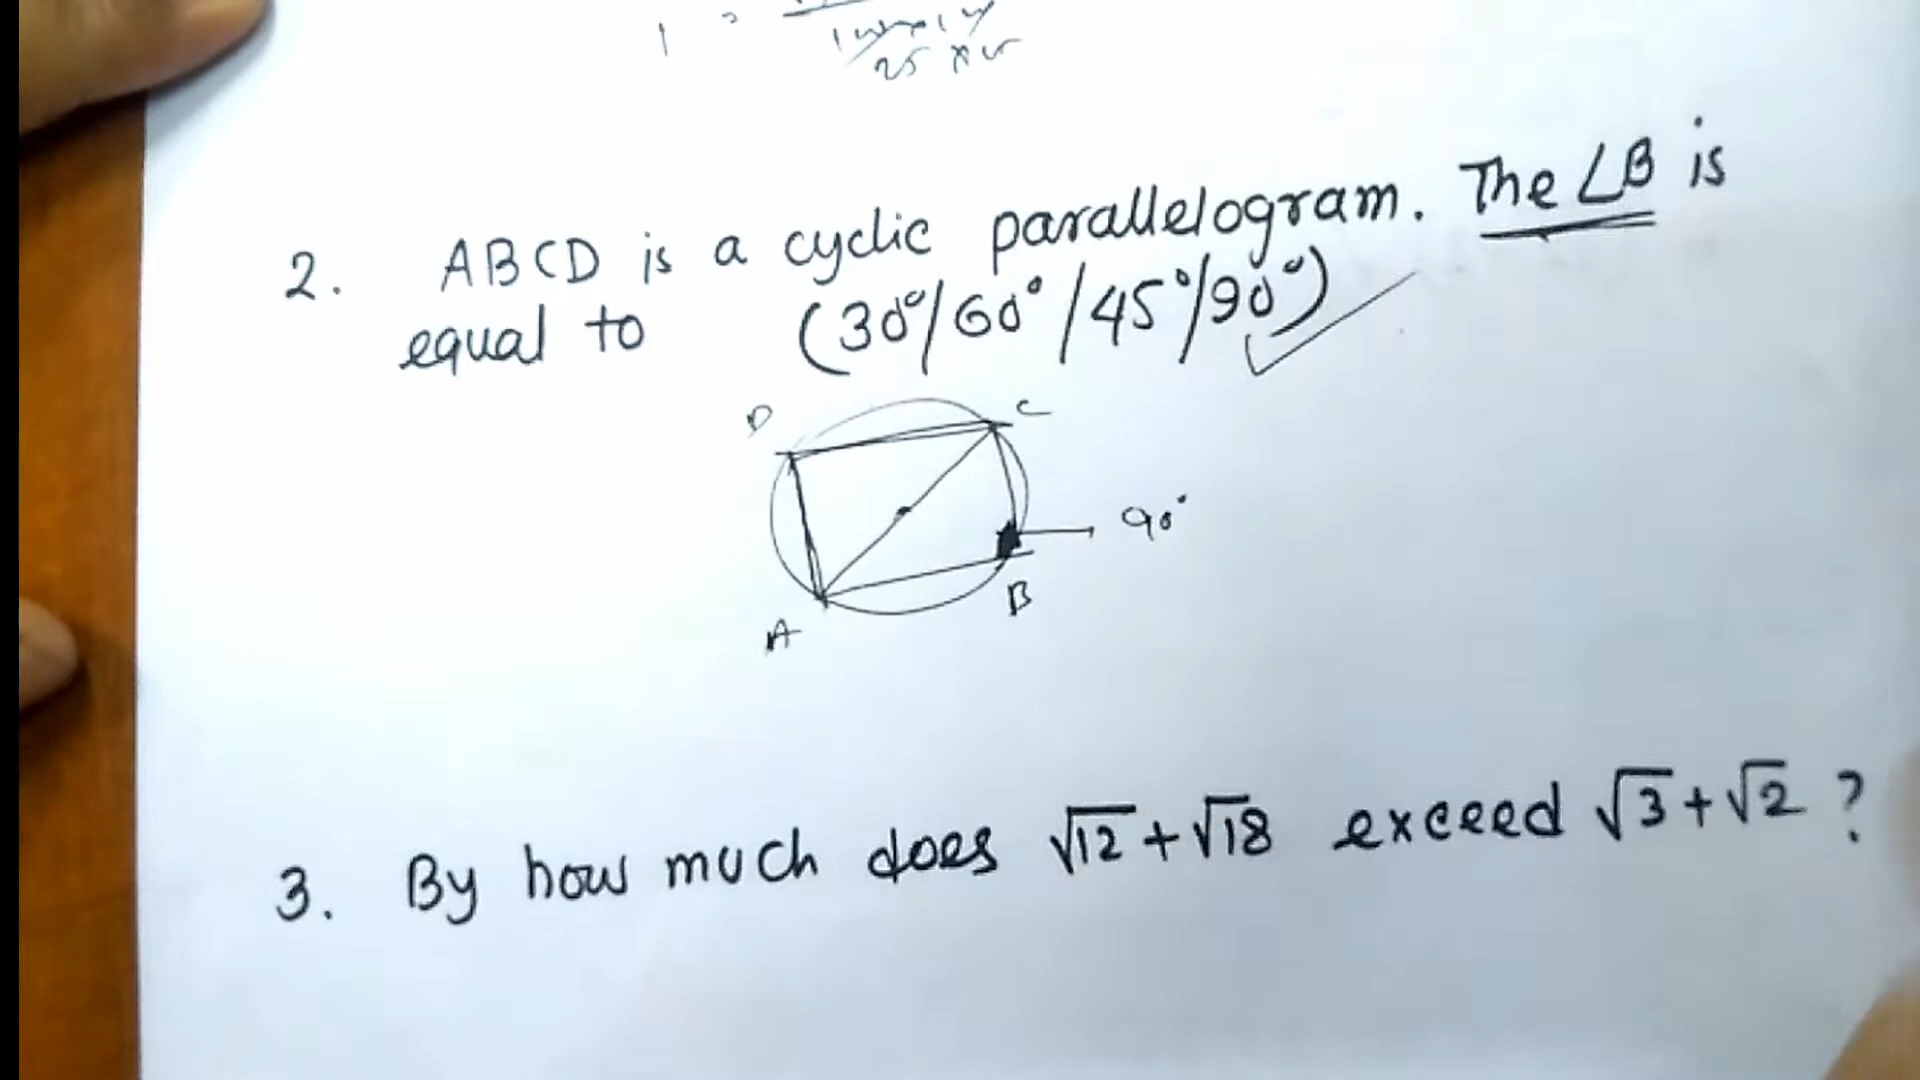 2. ABCD is a cyclic parallelogram. The ∠B is
equal to (30°/60°/45°/90°)
D
C
90°
B
A
3. By how much does √12+√18 exceed √3+√2 ?